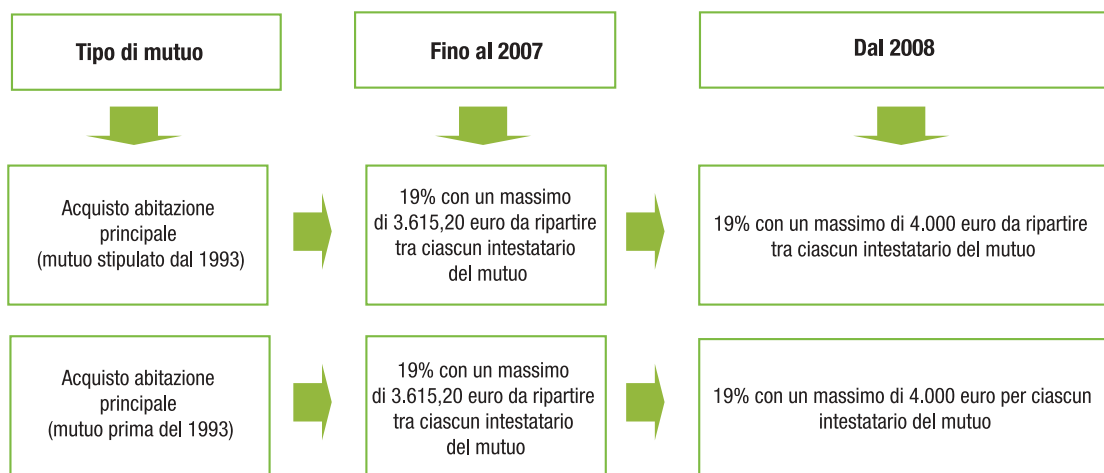 Tipo di mutuo
Fino al 2007
Dal 2008
Acquisto abitazione
principale
(mutuo stipulato dal 1993)
19% con un massimo
di 3.615,20 euro da ripartire
tra ciascun intestatario
del mutuo
19% con un massimo di 4.000 euro da ripartire
tra ciascun intestatario del mutuo
Acquisto abitazione
principale
(mutuo prima del 1993)
19% con un massimo
di 3.615,20 euro da ripartire
tra ciascun intestatario
del mutuo
19% con un massimo di 4.000 euro per ciascun
intestatario del mutuo